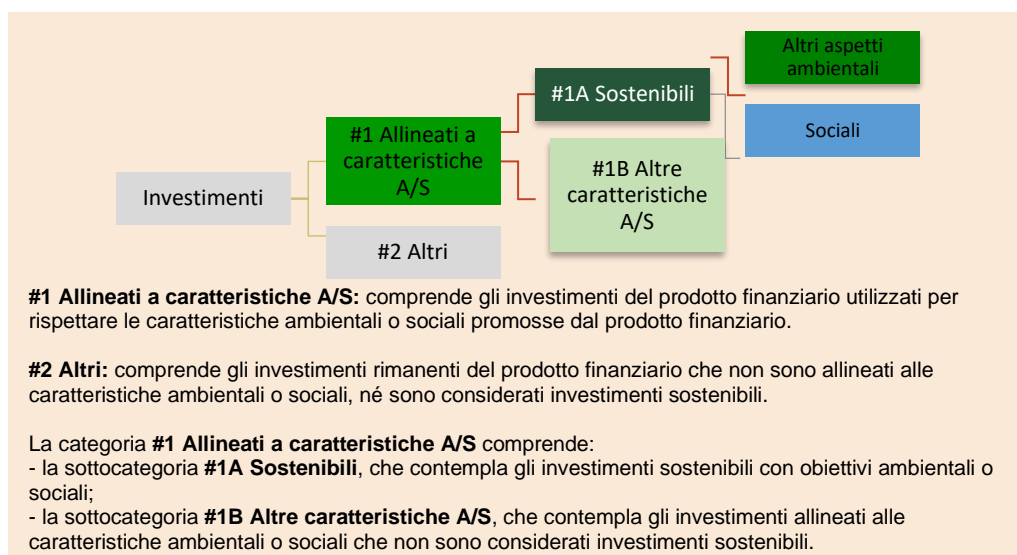 Altri aspetti
ambientali
#1A Sostenibili
Sociali
#1 Allineati a
caratteristiche
A/S
#1B Altre
caratteristiche
A/S
Investimenti
#2 Altri
#1 Allineati a caratteristiche A/S: comprende gli investimenti del prodotto finanziario utilizzati per
rispettare le caratteristiche ambientali o sociali promosse dal prodotto finanziario.
#2 Altri: comprende gli investimenti rimanenti del prodotto finanziario che non sono allineati alle
caratteristiche ambientali o sociali, né sono considerati investimenti sostenibili.
La categoria #1 Allineati a caratteristiche A/S comprende:
- la sottocategoria #1A Sostenibili, che contempla gli investimenti sostenibili con obiettivi ambientali o
sociali;
- la sottocategoria #1B Altre caratteristiche A/S, che contempla gli investimenti allineati alle
caratteristiche ambientali o sociali che non sono considerati investimenti sostenibili.